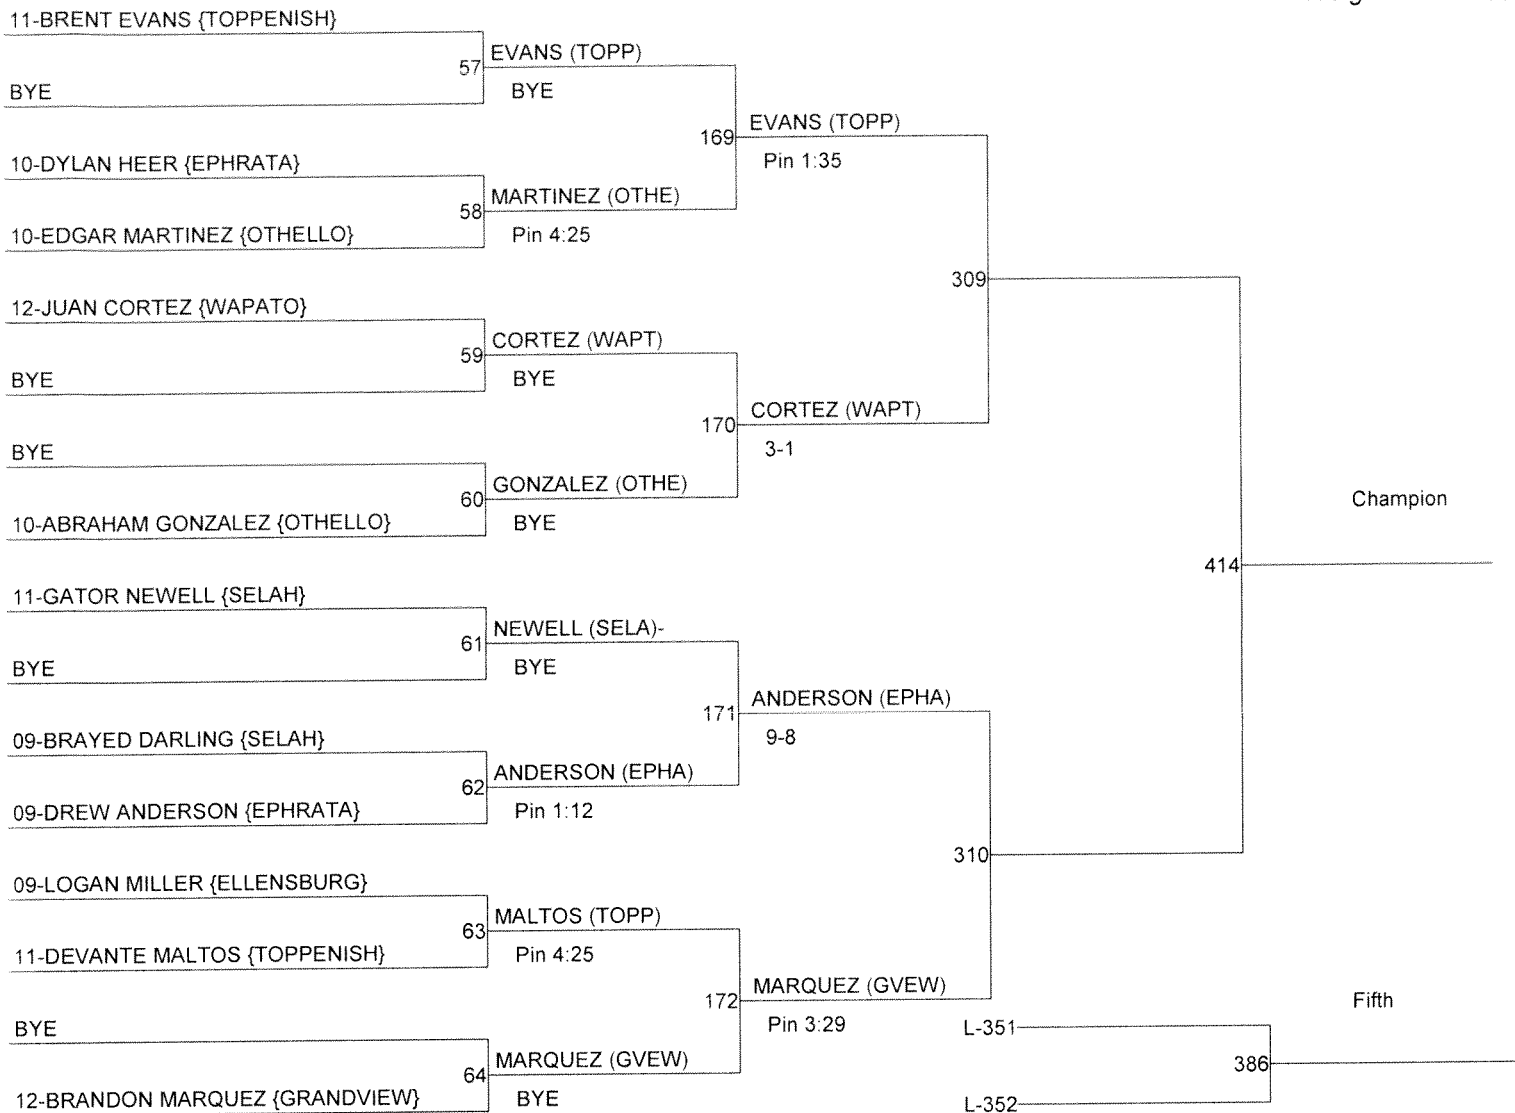 11-BRENT EVANS {TOPPENISH}
57
EVANS (TOPP)
BYE
BYE
169
EVANS (TOPP)
Pin 1:35
10-DYLAN HEER {EPHRATA}
58
MARTINEZ (OTHE)
10-EDGAR MARTINEZ {OTHELLO}
Pin 4:25
309
12-JUAN CORTEZ {WAPATO}
59
CORTEZ (WAPT)
BYE
BYE
170
CORTEZ (WAPT)
3-1
BYE
60
GONZALEZ (OTHE)
10-ABRAHAM GONZALEZ {OTHELLO}
BYE
Champion
414
11-GATOR NEWELL {SELAH}
61
NEWELL (SELA)-
BYE
BYE
171
ANDERSON (EPHA)
9-8
09-BRAYED DARLING {SELAH}
62
ANDERSON (EPHA)
09-DREW ANDERSON {EPHRATA}
Pin 1:12
310
09-LOGAN MILLER {ELLENSBURG}
63
MALTOS (TOPP)
11-DEVANTE MALTOS {TOPPENISH}
Pin 4:25
172
MARQUEZ (GVEW)
Pin 3:29
BYE
64
MARQUEZ (GVEW)
12-BRANDON MARQUEZ {GRANDVIEW}
BYE
Fifth
L-351
386
L-352